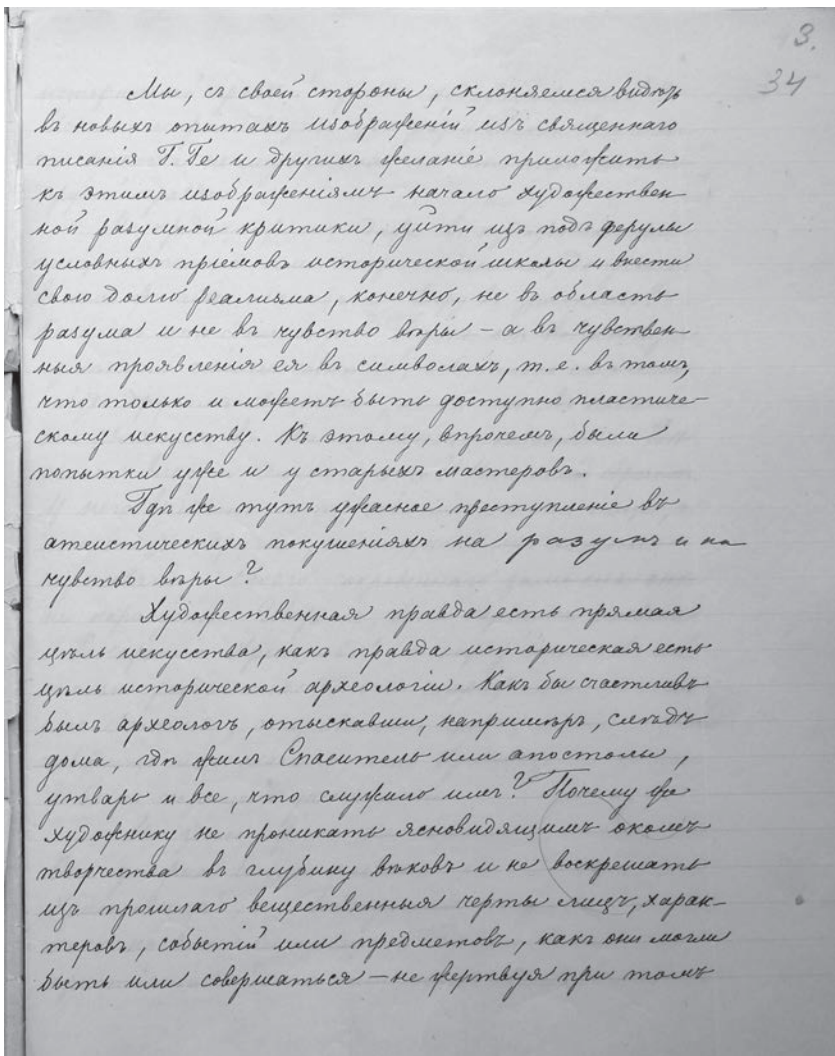 3.
34
Мы, съ своей стороны, склоняемся видѣть
въ новыхъ опытахъ изображеній изъ священнаго
писанія Г. Ге и другихъ желаніе приложить
къ этимъ изображеніямъ начало художествен-
ной разумной критики, уйти изъ подъ ферулы
условныхъ пріемовъ исторической школы и внести
свою долю реализма, конечно, не въ область
разума и не въ чувство вѣры – а въ чувствен-
ныя проявленія ея въ символахъ, т. е. въ томъ,
что только и можетъ быть доступно пластиче-
скому искусству. Къ этому, впрочемъ, были
попытки уже и у старыхъ мастеровъ.
Гдѣ же тутъ ужасное преступленіе въ
атеистическихъ покушеніяхъ на разумъ и на
чувство вѣры?
Художественная правда есть прямая
цѣль искусства, какъ правда историческая есть
цѣль исторической археологіи. Какъ бы счастливъ
былъ археологъ, отыскавши, напримѣръ, слѣдъ
дома, гдѣ жилъ Спаситель или апостолы,
утварь и все, что служило имъ? Почему же
художнику не проникать ясновидящимъ окомъ
творчества въ глубину вѣковъ и не воскрешать
изъ прошлаго вещественныя черты лицъ, харак-
теровъ, событій или предметовъ, какъ они могли
быть или совершаться – не жертвуя при томъ